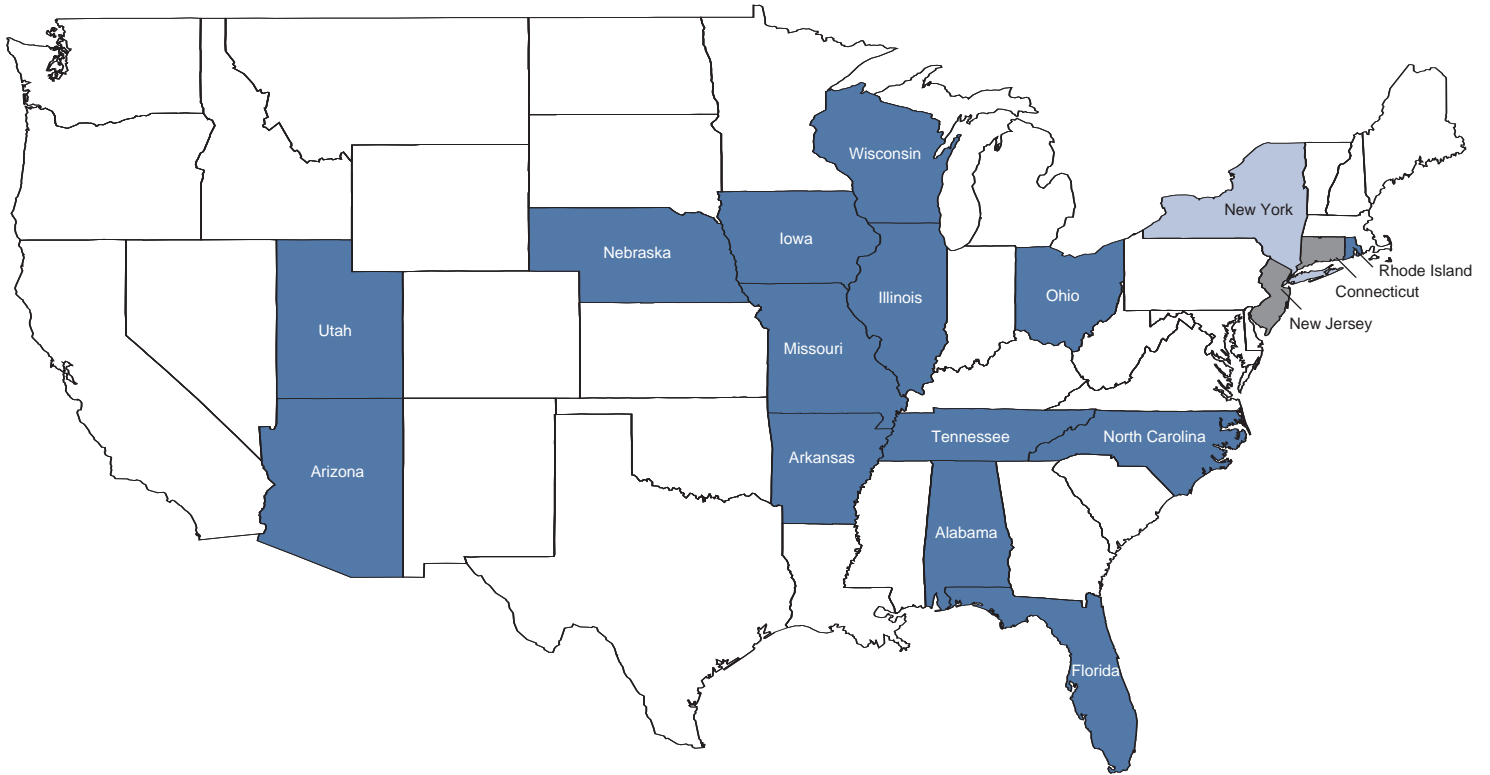 Wisconsin
New York
Iowa
Nebraska
Rhode Island
Connecticut
Illinois
Ohio
New Jersey
Utah
Missouri
Tennessee
North Carolina
Arkansas
Arizona
Alabama
Florida